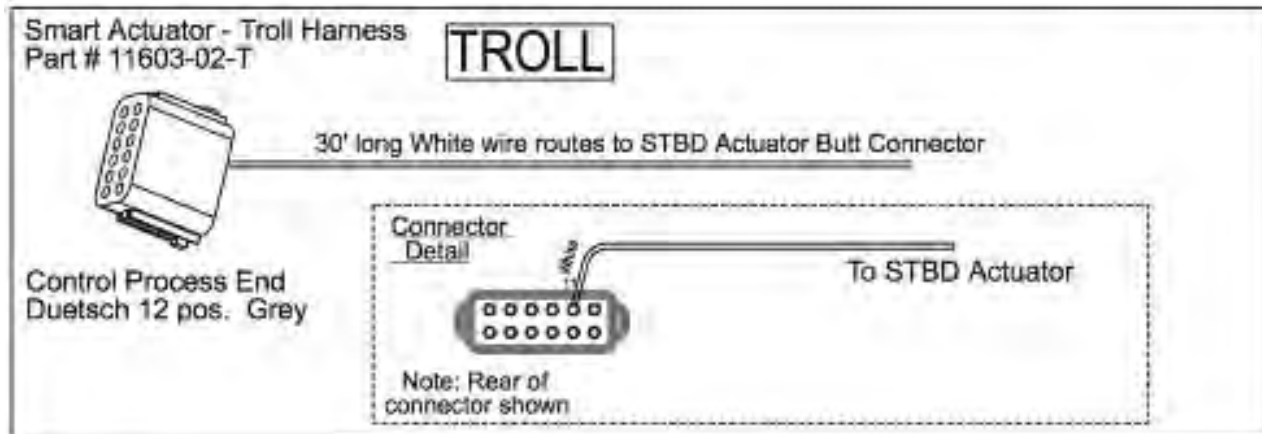 Smart Actuator - Troll Harness
Part # 11603-02-T
TROLL
30' long White wire routes to STBD Actuator Butt Connector
Connector
Detail
White
To STBD Actuator
Control Process End
Duetsch 12 pos. Grey
Note: Rear of
connector shown